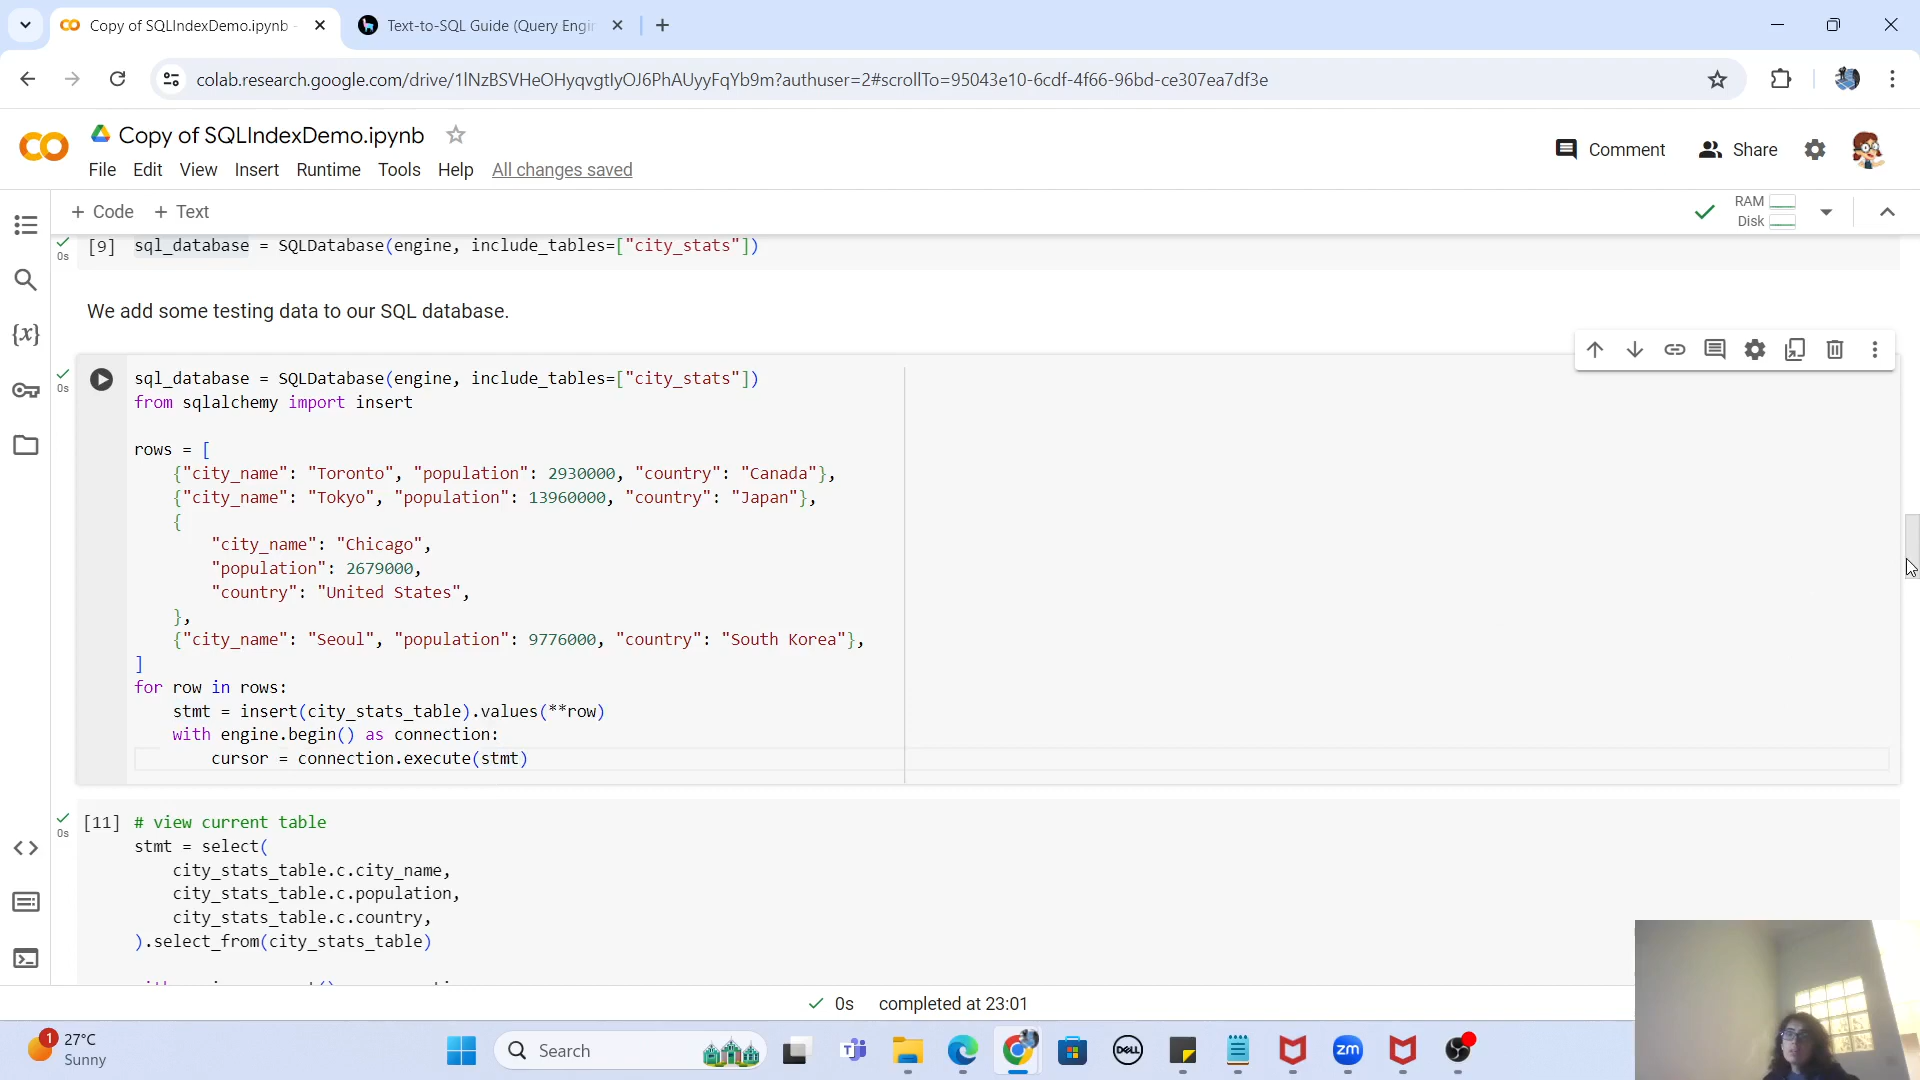 Copy of SQLIndexDemo.ipynb -
Text-to-SQL Guide (Query Engin
colab.research.google.com/drive/1lNzBSVHeOHyqvgtlyOJ6PhAUyyFqYb9m?authuser=2#scrollTo=95043e10-6cdf-4f66-96bd-ce307ea7df3e
Copy of SQLIndexDemo.ipynb
Comment
Share
File Edit View Insert Runtime Tools Help All changes saved
+ Code + Text
RAM
Disk
[9] sql_database = SQLDatabase(engine, include_tables=["city_stats"])
0s
We add some testing data to our SQL database.
0s
sql_database = SQLDatabase(engine, include_tables=["city_stats"])
from sqlalchemy import insert
rows = [
{"city_name": "Toronto", "population": 2930000, "country": "Canada"},
{"city_name": "Tokyo", "population": 13960000, "country": "Japan"},
{
"city_name": "Chicago",
"population": 2679000,
"country": "United States",
},
{"city_name": "Seoul", "population": 9776000, "country": "South Korea"},
]
for row in rows:
stmt = insert(city_stats_table).values(**row)
with engine.begin() as connection:
cursor = connection.execute(stmt)
[11] # view current table
0s
stmt = select(
city_stats_table.c.city_name,
city_stats_table.c.population,
city_stats_table.c.country,
).select_from(city_stats_table)
0s completed at 23:01
1
27°C
Sunny
Search
DELL
zm